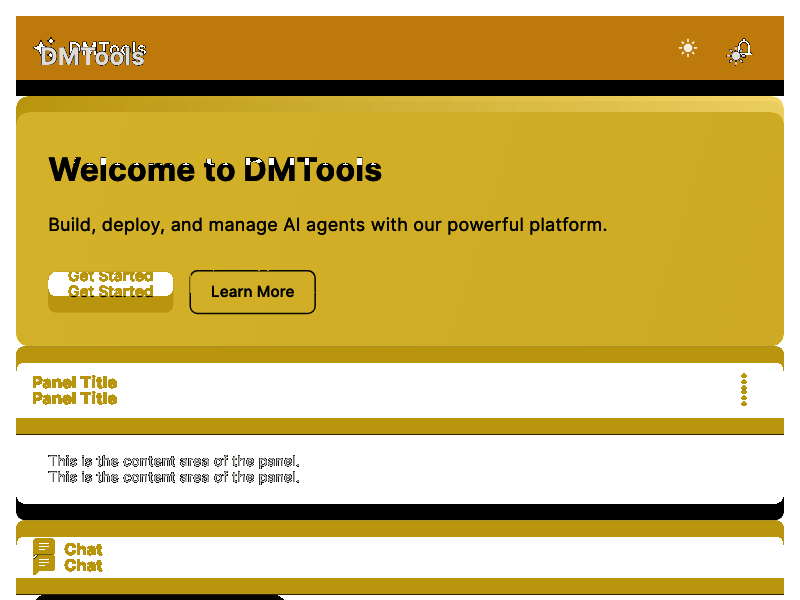 DMTools
DMTools
Welcome to DMTools
Build, deploy, and manage AI agents with our powerful platform.
Get Started
Get Started
Learn More
Panel Title
Panel Title
This is the content area of the panel.
This is the content area of the panel.
Chat
Chat